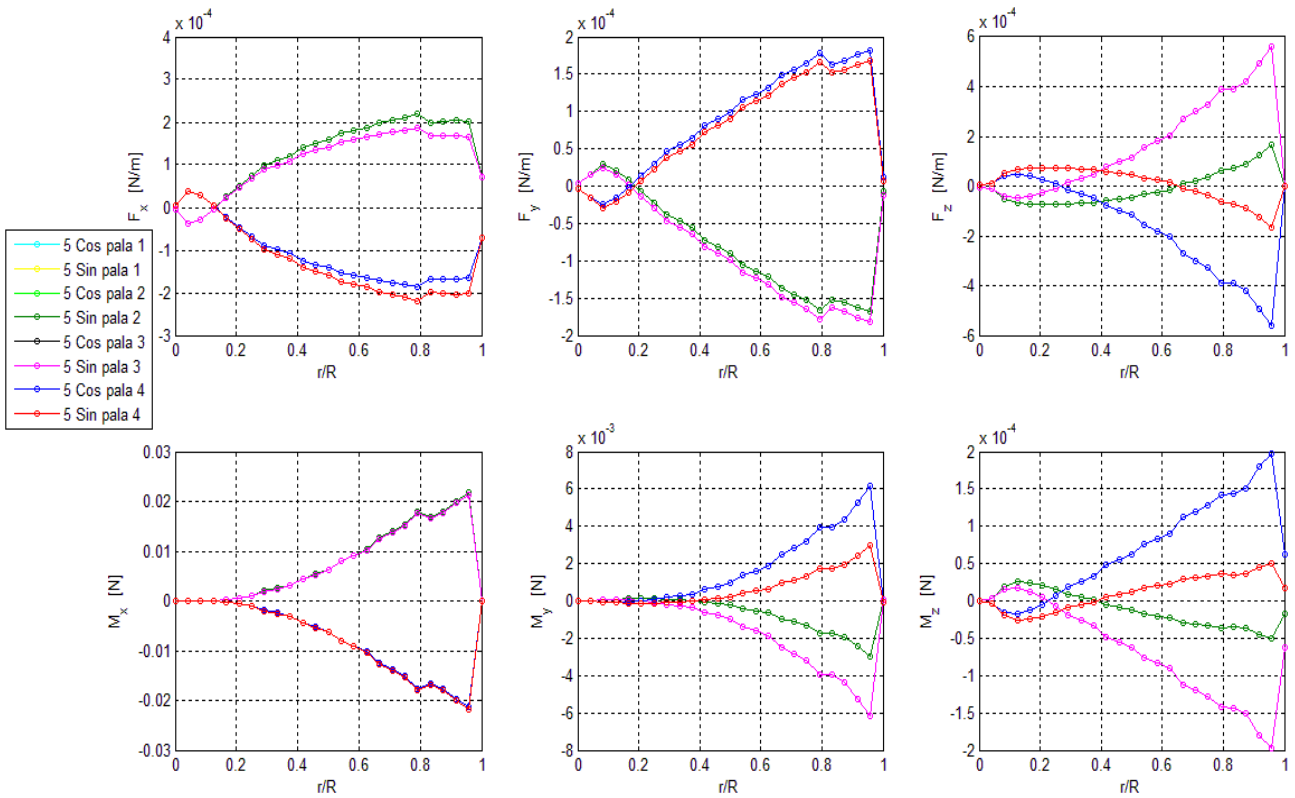 x 10⁻⁴
4
3
2
1
0
-1
-2
-3
F_x [N/m]
0 0.2 0.4 0.6 0.8 1
r/R
x 10⁻⁴
2
1.5
1
0.5
0
-0.5
-1
-1.5
-2
F_y [N/m]
0 0.2 0.4 0.6 0.8 1
r/R
x 10⁻⁴
6
4
2
0
-2
-4
-6
F_z [N/m]
0 0.2 0.4 0.6 0.8 1
r/R
5 Cos pala 1
5 Sin pala 1
5 Cos pala 2
5 Sin pala 2
5 Cos pala 3
5 Sin pala 3
5 Cos pala 4
5 Sin pala 4
0.03
0.02
0.01
0
-0.01
-0.02
-0.03
M_x [N]
0 0.2 0.4 0.6 0.8 1
r/R
x 10⁻³
8
6
4
2
0
-2
-4
-6
-8
M_y [N]
0 0.2 0.4 0.6 0.8 1
r/R
x 10⁻⁴
2
1.5
1
0.5
0
-0.5
-1
-1.5
-2
M_z [N]
0 0.2 0.4 0.6 0.8 1
r/R